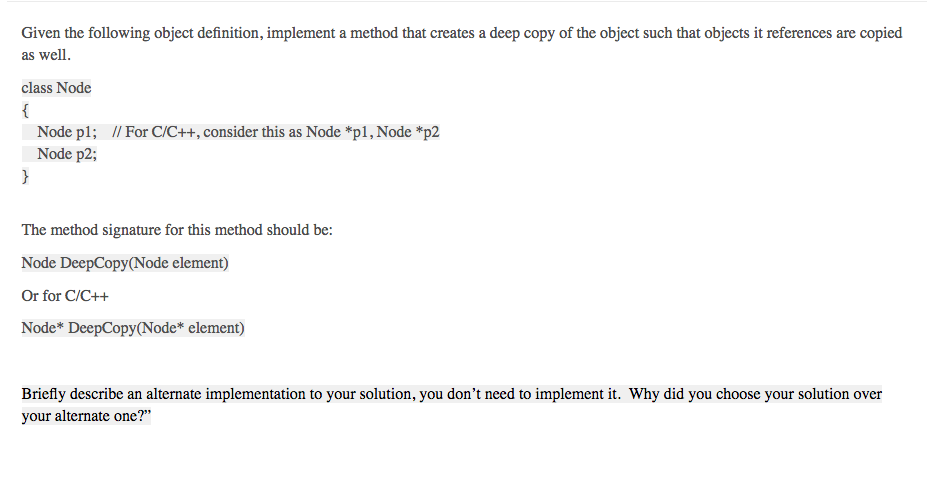 Given the following object definition, implement a method that creates a deep copy of the object such that objects it references are copied
as well.
class Node
{
Node p1; // For C/C++, consider this as Node *p1, Node *p2
Node p2;
}
The method signature for this method should be:
Node DeepCopy(Node element)
Or for C/C++
Node* DeepCopy(Node* element)
Briefly describe an alternate implementation to your solution, you don’t need to implement it. Why did you choose your solution over
your alternate one?”